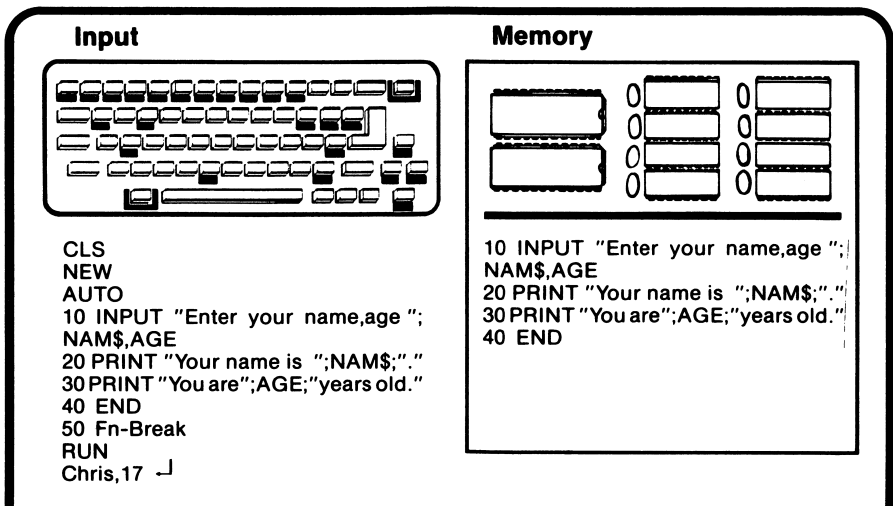 Input
CLS
NEW
AUTO
10 INPUT "Enter your name,age ";
NAM$,AGE
20 PRINT "Your name is ";NAM$;"."
30 PRINT "You are";AGE;"years old."
40 END
50 Fn-Break
RUN
Chris,17 ↵
Memory
10 INPUT "Enter your name,age ";
NAM$,AGE
20 PRINT "Your name is ";NAM$;"."
30 PRINT "You are";AGE;"years old."
40 END